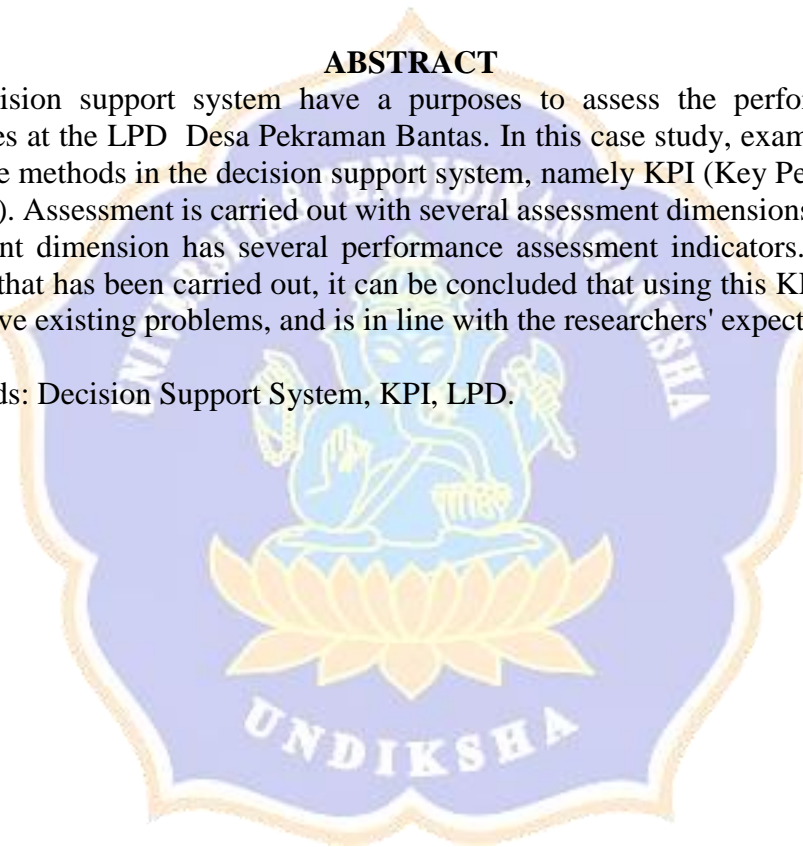 ABSTRACT
cision support system have a purposes to assess the perfor
es at the LPD Desa Pekraman Bantas. In this case study, exam
e methods in the decision support system, namely KPI (Key Pe
). Assessment is carried out with several assessment dimensions
nt dimension has several performance assessment indicators.
that has been carried out, it can be concluded that using this K
ve existing problems, and is in line with the researchers' expect
ds: Decision Support System, KPI, LPD.
UNIVERSITAS PENDIDIKAN GANESHA
UNDIKSHA